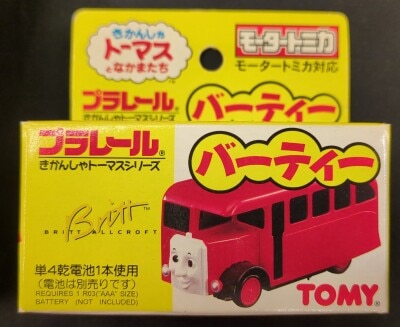 きかんしゃ
トーマス
となかまたち
モータートミカ
モータートミカ対応
プラレール
バーティー
きかんしゃトーマスシリーズ
プラレール®
きかんしゃトーマスシリーズ
バーティー
Britt™
BRITT ALLCROFT
単4乾電池1本使用
(電池は別売りです)
REQUIRES 1 R03("AAA" SIZE)
BATTERY (NOT INCLUDED)
TOMY®